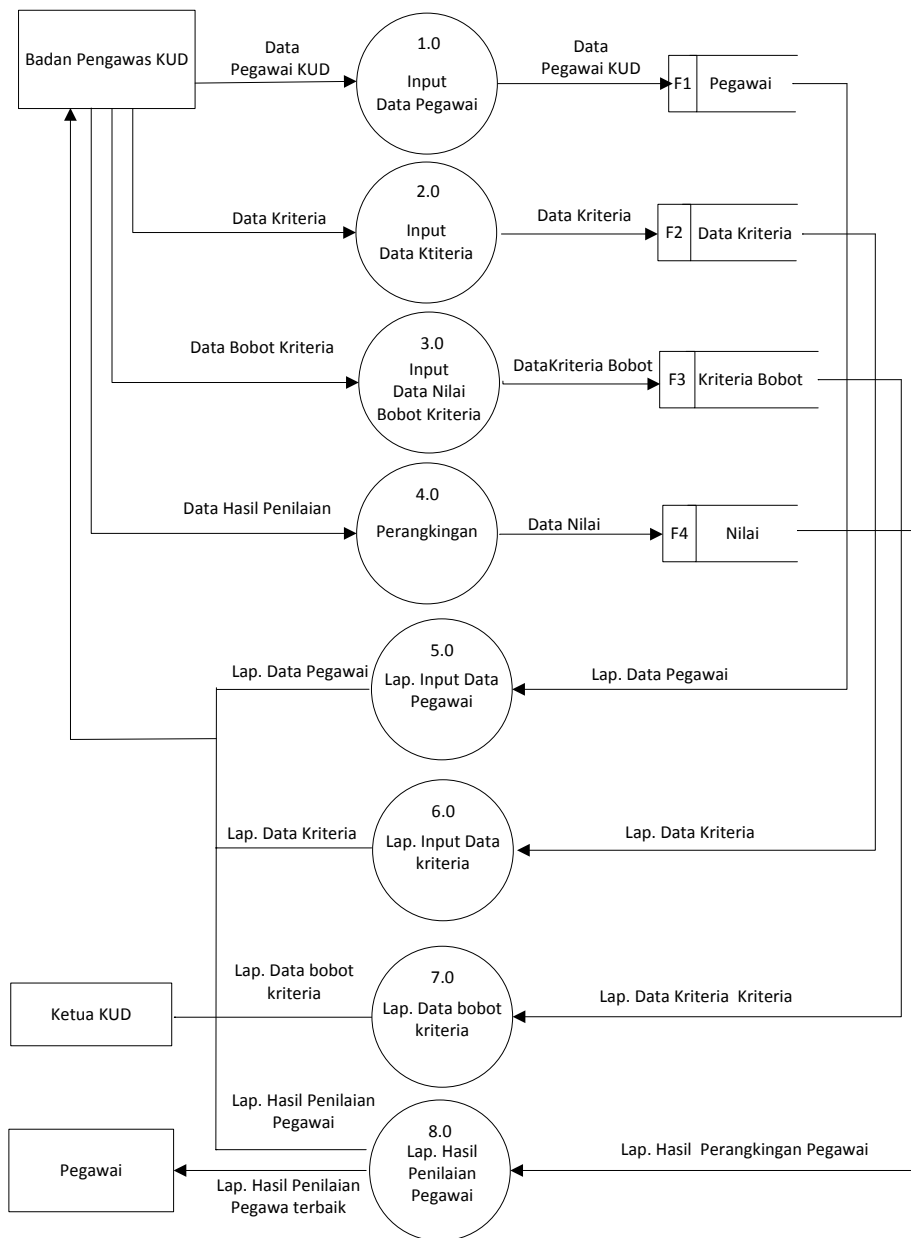 Badan Pengawas KUD
Data
Pegawai KUD
1.0
Input
Data Pegawai
Data
Pegawai KUD
F1
Pegawai
Data Kriteria
2.0
Input
Data Ktiteria
Data Kriteria
F2
Data Kriteria
Data Bobot Kriteria
3.0
Input
Data Nilai
Bobot Kriteria
DataKriteria Bobot
F3
Kriteria Bobot
Data Hasil Penilaian
4.0
Perangkingan
Data Nilai
F4
Nilai
Lap. Data Pegawai
5.0
Lap. Input Data
Pegawai
Lap. Data Pegawai
Lap. Data Kriteria
6.0
Lap. Input Data
kriteria
Lap. Data Kriteria
Ketua KUD
Lap. Data bobot
kriteria
7.0
Lap. Data bobot
kriteria
Lap. Data Kriteria  Kriteria
Lap. Hasil Penilaian
Pegawai
8.0
Lap. Hasil
Penilaian
Pegawai
Lap. Hasil  Perangkingan Pegawai
Pegawai
Lap. Hasil Penilaian
Pegawa terbaik